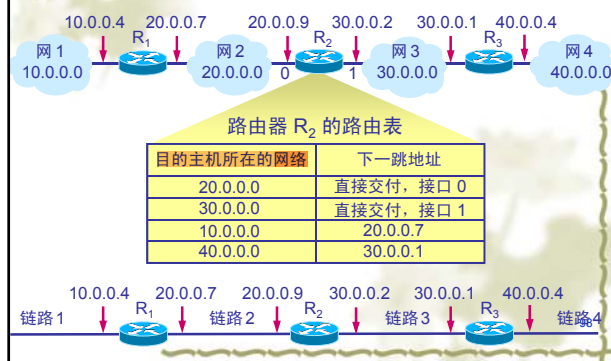 10.0.0.4 20.0.0.7 20.0.0.9 30.0.0.2 30.0.0.1 40.0.0.4
R1 R2 R3
网 1 网 2 网 3 网 4
10.0.0.0 20.0.0.0 0 1 30.0.0.0 40.0.0.0
路由器 R2 的路由表
目的主机所在的网络 下一跳地址
20.0.0.0 直接交付，接口 0
30.0.0.0 直接交付，接口 1
10.0.0.0 20.0.0.7
40.0.0.0 30.0.0.1
10.0.0.4 20.0.0.7 20.0.0.9 30.0.0.2 30.0.0.1 40.0.0.4
链路 1 R1 链路 2 R2 链路 3 R3 链路 4